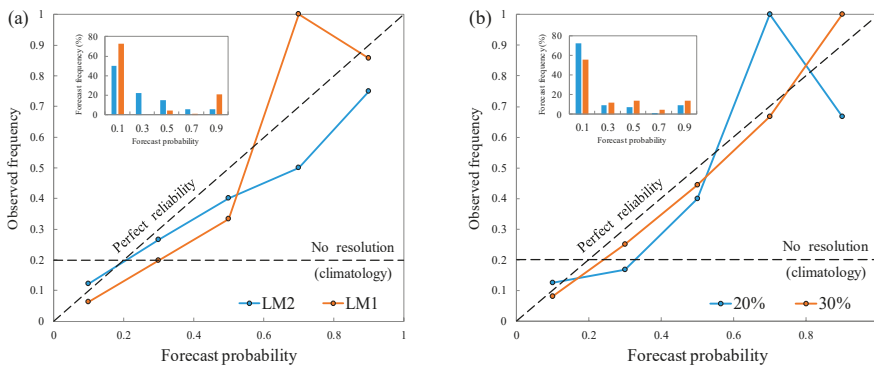 (a)
1
0.9
0.8
0.7
0.6
0.5
0.4
0.3
0.2
0.1
0
Observed frequency
80
60
40
20
0
Forecast frequency(%)
0.1 0.3 0.5 0.7 0.9
Forecast probability
Perfect reliability
No resolution
(climatology)
LM2 LM1
0 0.2 0.4 0.6 0.8 1
Forecast probability
(b)
1
0.9
0.8
0.7
0.6
0.5
0.4
0.3
0.2
0.1
0
Observed frequency
80
60
40
20
0
Forecast frequency (%)
0.1 0.3 0.5 0.7 0.9
Forecast probability
Perfect reliability
No resolution
(climatology)
20% 30%
0 0.2 0.4 0.6 0.8
Forecast probability